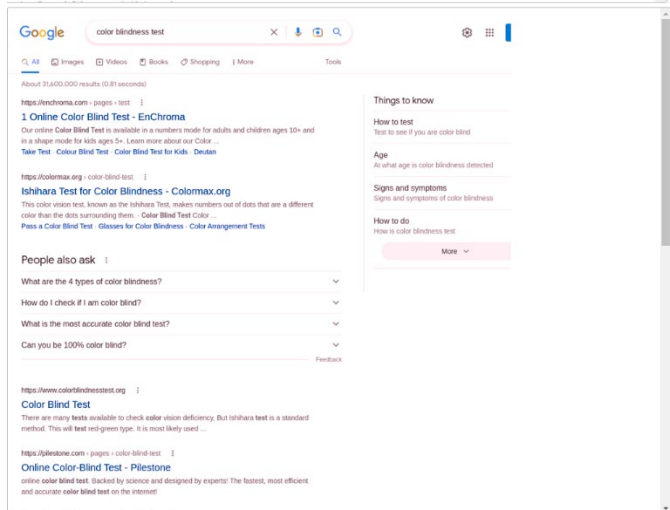 Google
color blindness test
All Images Videos Books Shopping More Tools
About 31,600,000 results (0.81 seconds)
https://enchroma.com › pages › test
1 Online Color Blind Test - EnChroma
Our online Color Blind Test is available in a numbers mode for adults and children ages 10+ and
in a shape mode for kids ages 5+. Learn more about our Color ...
Take Test · Colour Blind Test · Color Blind Test for Kids · Deutan
https://colormax.org › color-blind-test
Ishihara Test for Color Blindness - Colormax.org
This color vision test, known as the Ishihara Test, makes numbers out of dots that are a different
color than the dots surrounding them. · Color Blind Test Color ...
Pass a Color Blind Test · Glasses for Color Blindness · Color Arrangement Tests
People also ask
What are the 4 types of color blindness?
How do I check if I am color blind?
What is the most accurate color blind test?
Can you be 100% color blind?
Feedback
https://www.colorblindnesstest.org
Color Blind Test
There are many tests available to check color vision deficiency. But Ishihara test is a standard
method. This will test red-green type. It is most likely used ...
https://pilestone.com › pages › color-blind-test
Online Color-Blind Test - Pilestone
online color blind test. Backed by science and designed by experts! The fastest, most efficient
and accurate color blind test on the internet!
Things to know
How to test
Test to see if you are color blind
Age
At what age is color blindness detected
Signs and symptoms
Signs and symptoms of color blindness
How to do
How is color blindness test
More